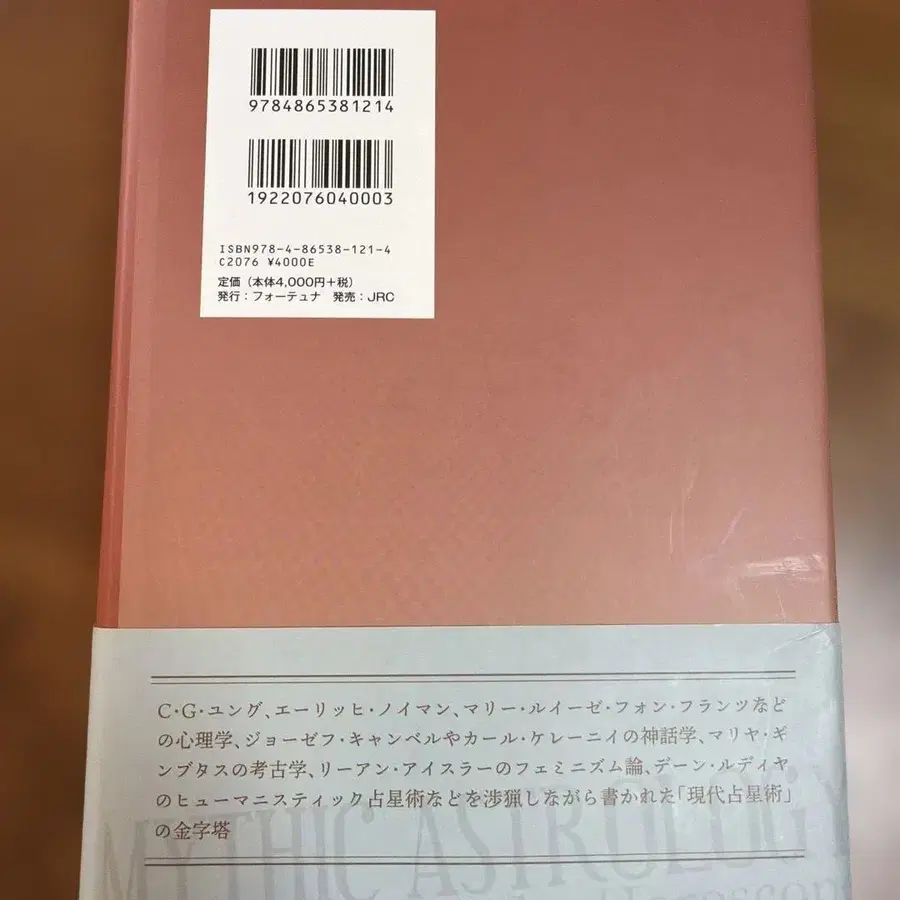 9784865381214
1922076040003
ISBN978-4-86538-121-4
C2076 ¥4000E
定価（本体4,000円＋税）
発行：フォーテュナ　発売：JRC
C・G・ユング、エーリッヒ・ノイマン、マリー・ルイーゼ・フォン・フランツなど
の心理学、ジョーゼフ・キャンベルやカール・ケレーニイの神話学、マリヤ・ギ
ンブタスの考古学、リーアン・アイスラーのフェミニズム論、デーン・ルディヤ
のヒューマニスティック占星術などを渉猟しながら書かれた「現代占星術」
の金字塔
MYTHIC ASTROLOGY